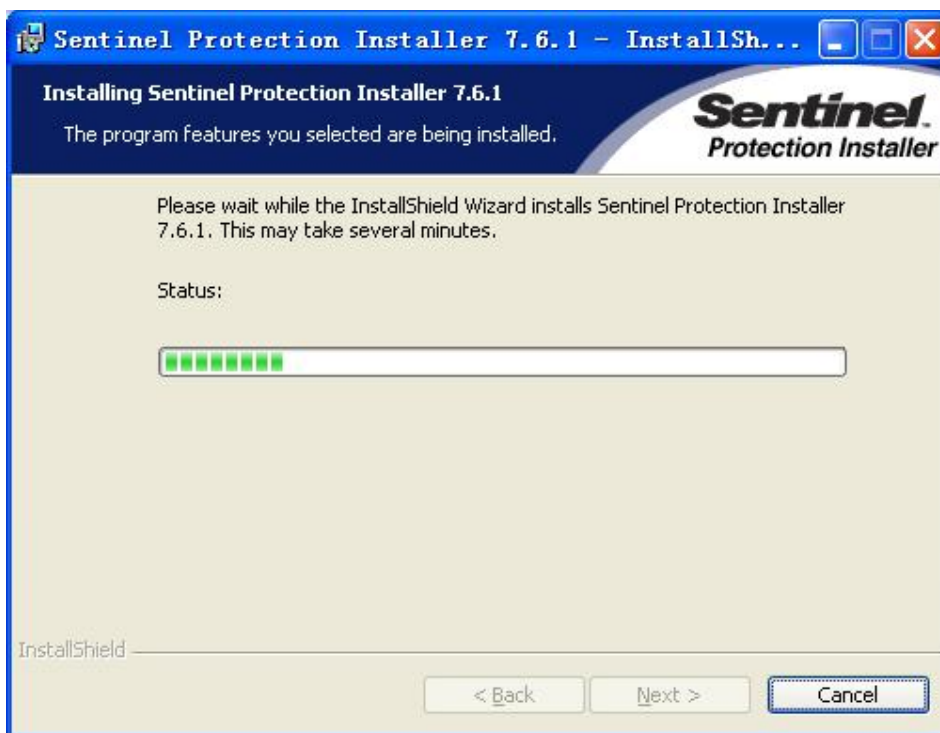 Sentinel Protection Installer 7.6.1 - InstallSh...
Installing Sentinel Protection Installer 7.6.1
The program features you selected are being installed.
Sentinel.
Protection Installer
Please wait while the InstallShield Wizard installs Sentinel Protection Installer
7.6.1. This may take several minutes.
Status:
InstallShield
< Back
Next >
Cancel